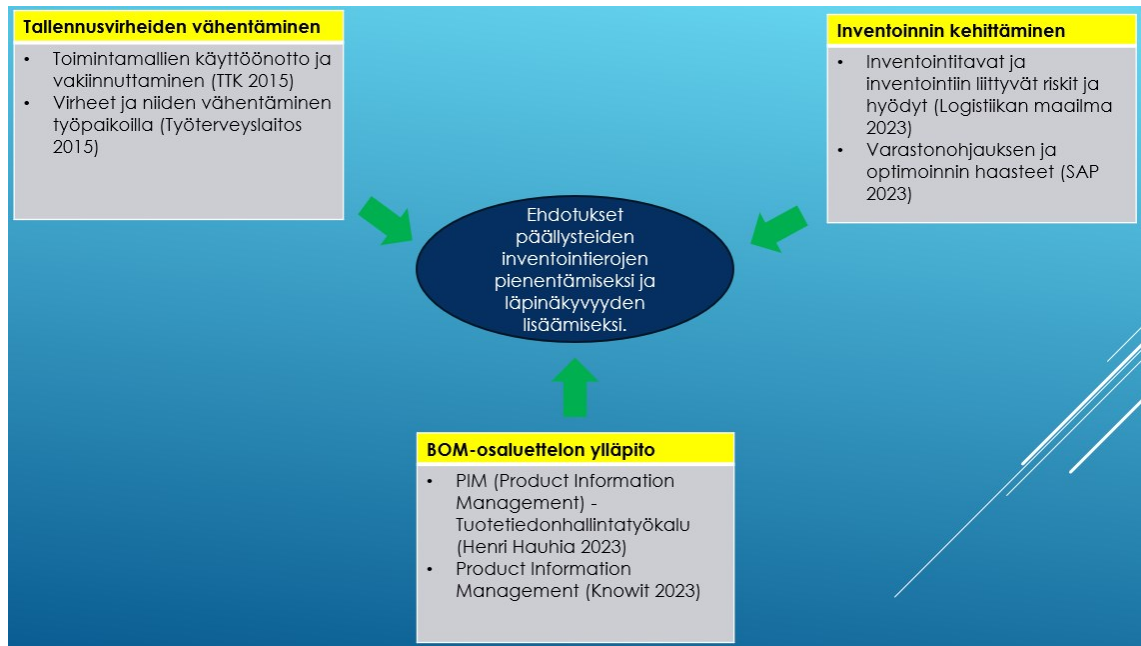 Tallennusvirheiden vähentäminen
• Toimintamallien käyttöönotto ja
vakiinnuttaminen (TTK 2015)
• Virheet ja niiden vähentäminen
työpaikoilla (Työterveyslaitos
2015)
Inventoinnin kehittäminen
• Inventointitavat ja
inventointiin liittyvät riskit ja
hyödyt (Logistiikan maailma
2023)
• Varastonohjauksen ja
optimoinnin haasteet (SAP
2023)
Ehdotukset
päällysteiden
inventointierojen
pienentämiseksi ja
läpinäkyvyyden
lisäämiseksi.
BOM-osaluettelon ylläpito
• PIM (Product Information
Management) -
Tuotetiedonhallintatyökalu
(Henri Hauhia 2023)
• Product Information
Management (Knowit 2023)